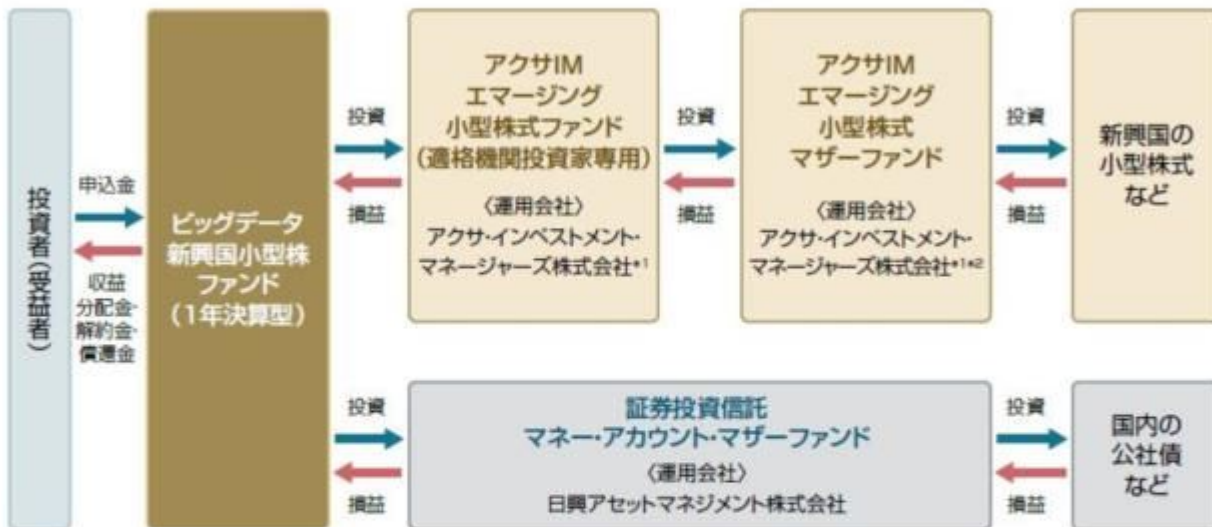 投資者(受益者)
申込金
収益
分配金・
解約金・
償還金
ビッグデータ
新興国小型株
ファンド
(1年決算型)
投資
損益
アクサIM
エマージング
小型株式ファンド
(適格機関投資家専用)
〈運用会社〉
アクサ・インベストメント・
マネージャーズ株式会社*1
投資
損益
アクサIM
エマージング
小型株式
マザーファンド
〈運用会社〉
アクサ・インベストメント・
マネージャーズ株式会社*1*2
投資
損益
新興国の
小型株式
など
投資
損益
証券投資信託
マネー・アカウント・マザーファンド
〈運用会社〉
日興アセットマネジメント株式会社
投資
損益
国内の
公社債
など